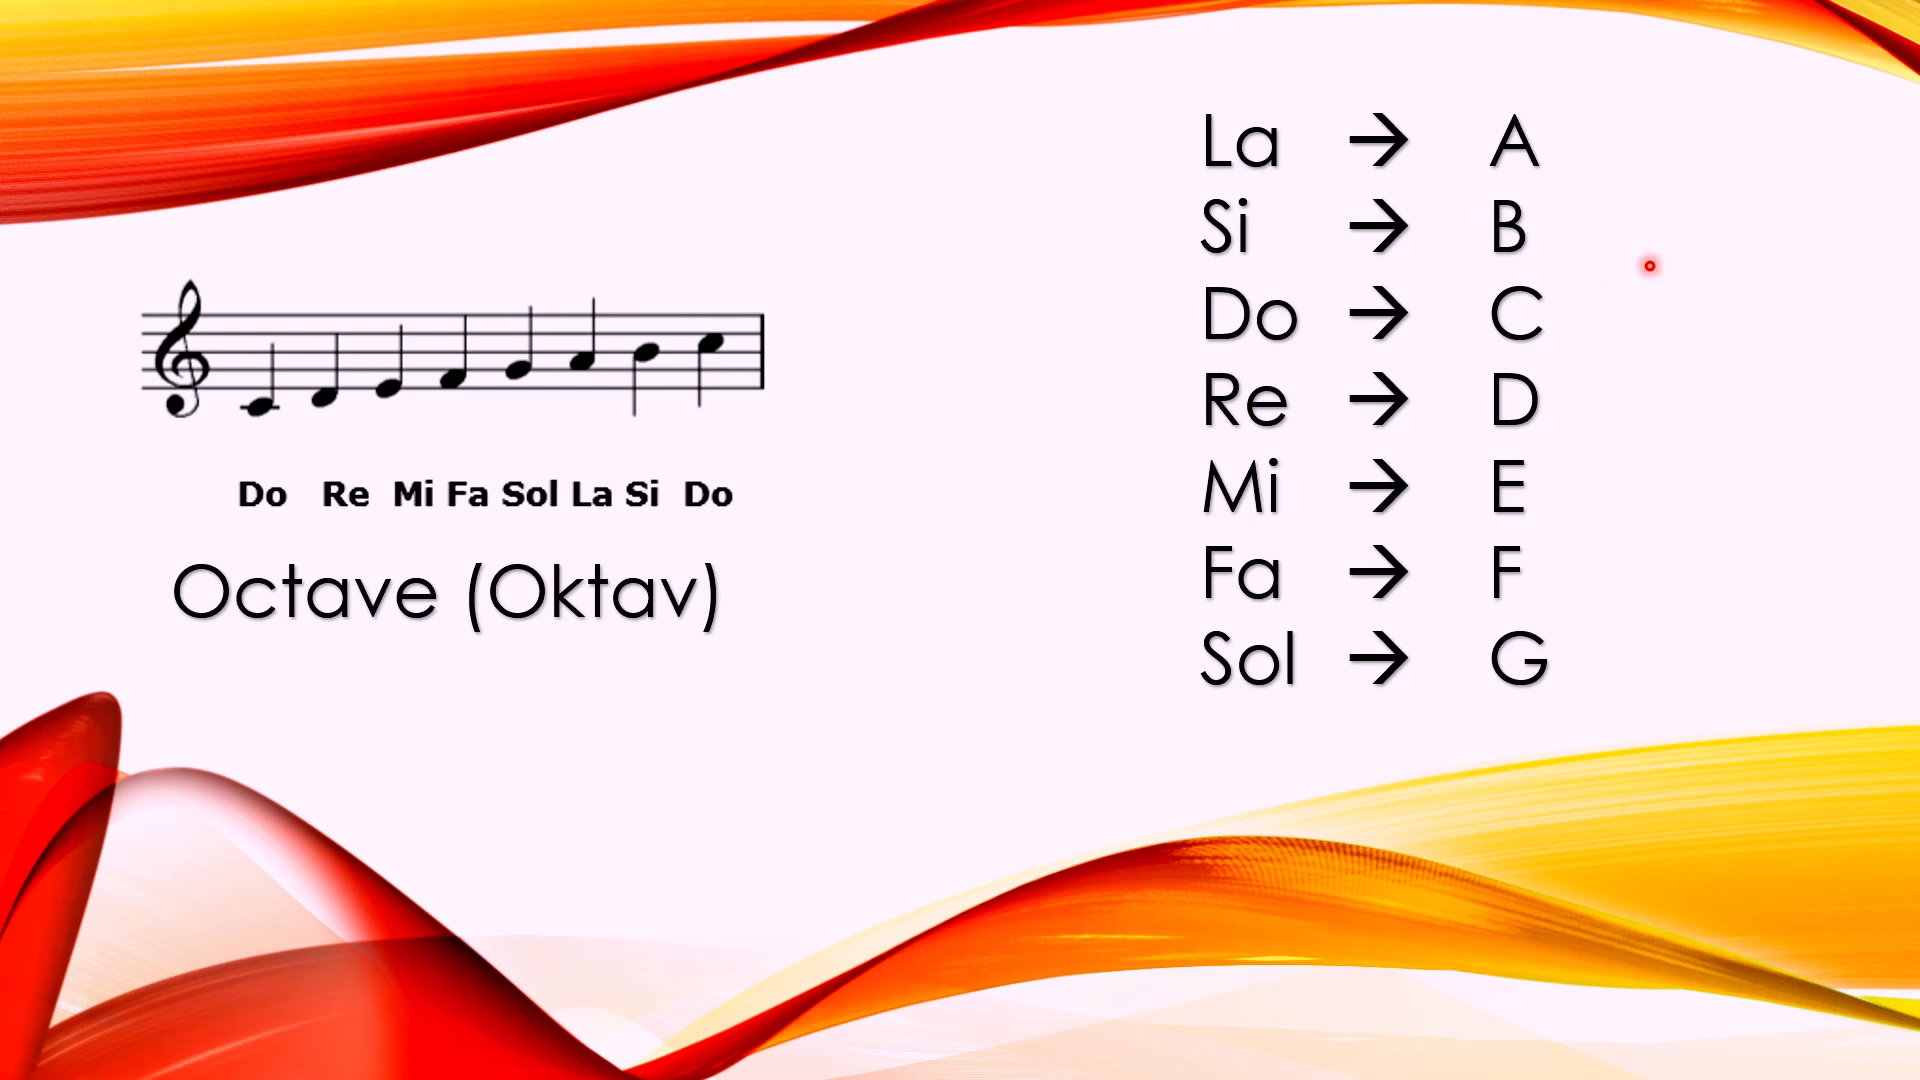 Do Re Mi Fa Sol La Si Do
Octave (Oktav)
La → A
Si → B
Do → C
Re → D
Mi → E
Fa → F
Sol → G